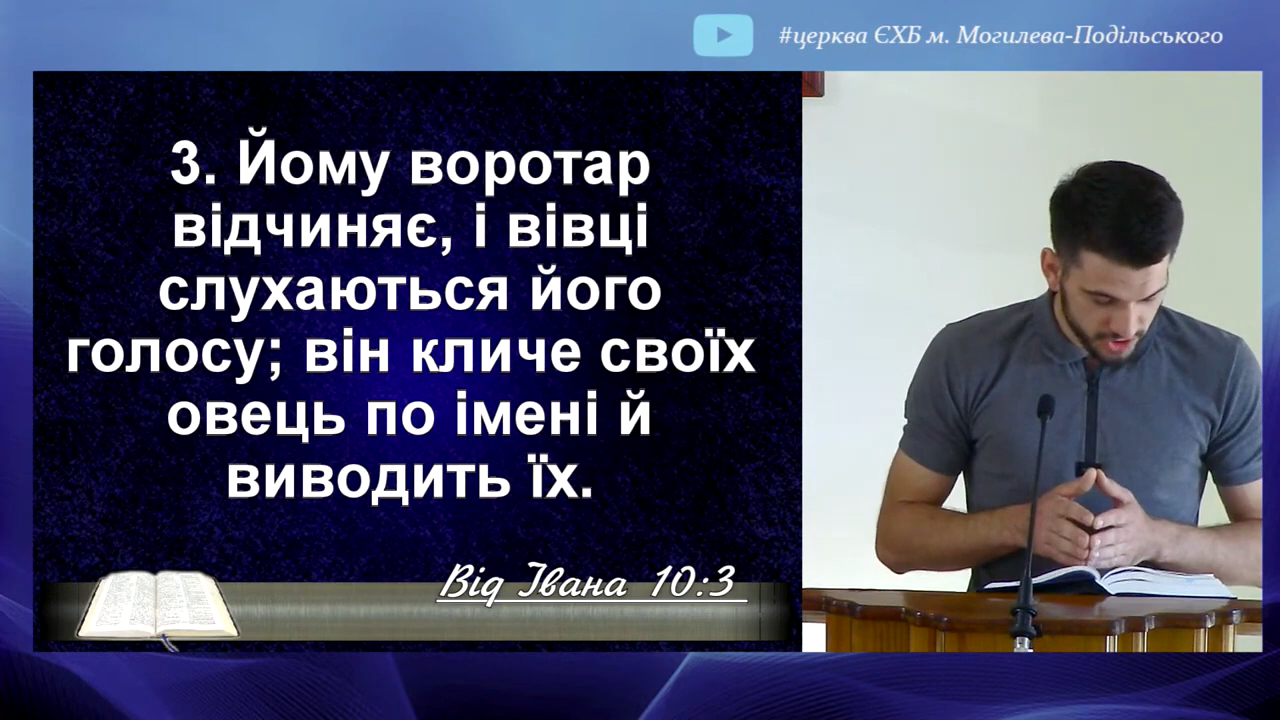 #церква ЄХБ м. Могилева-Подільського
3. Йому воротар
відчиняє, і вівці
слухаються його
голосу; він кличе своїх
овець по імені й
виводить їх.
Від Івана 10:3